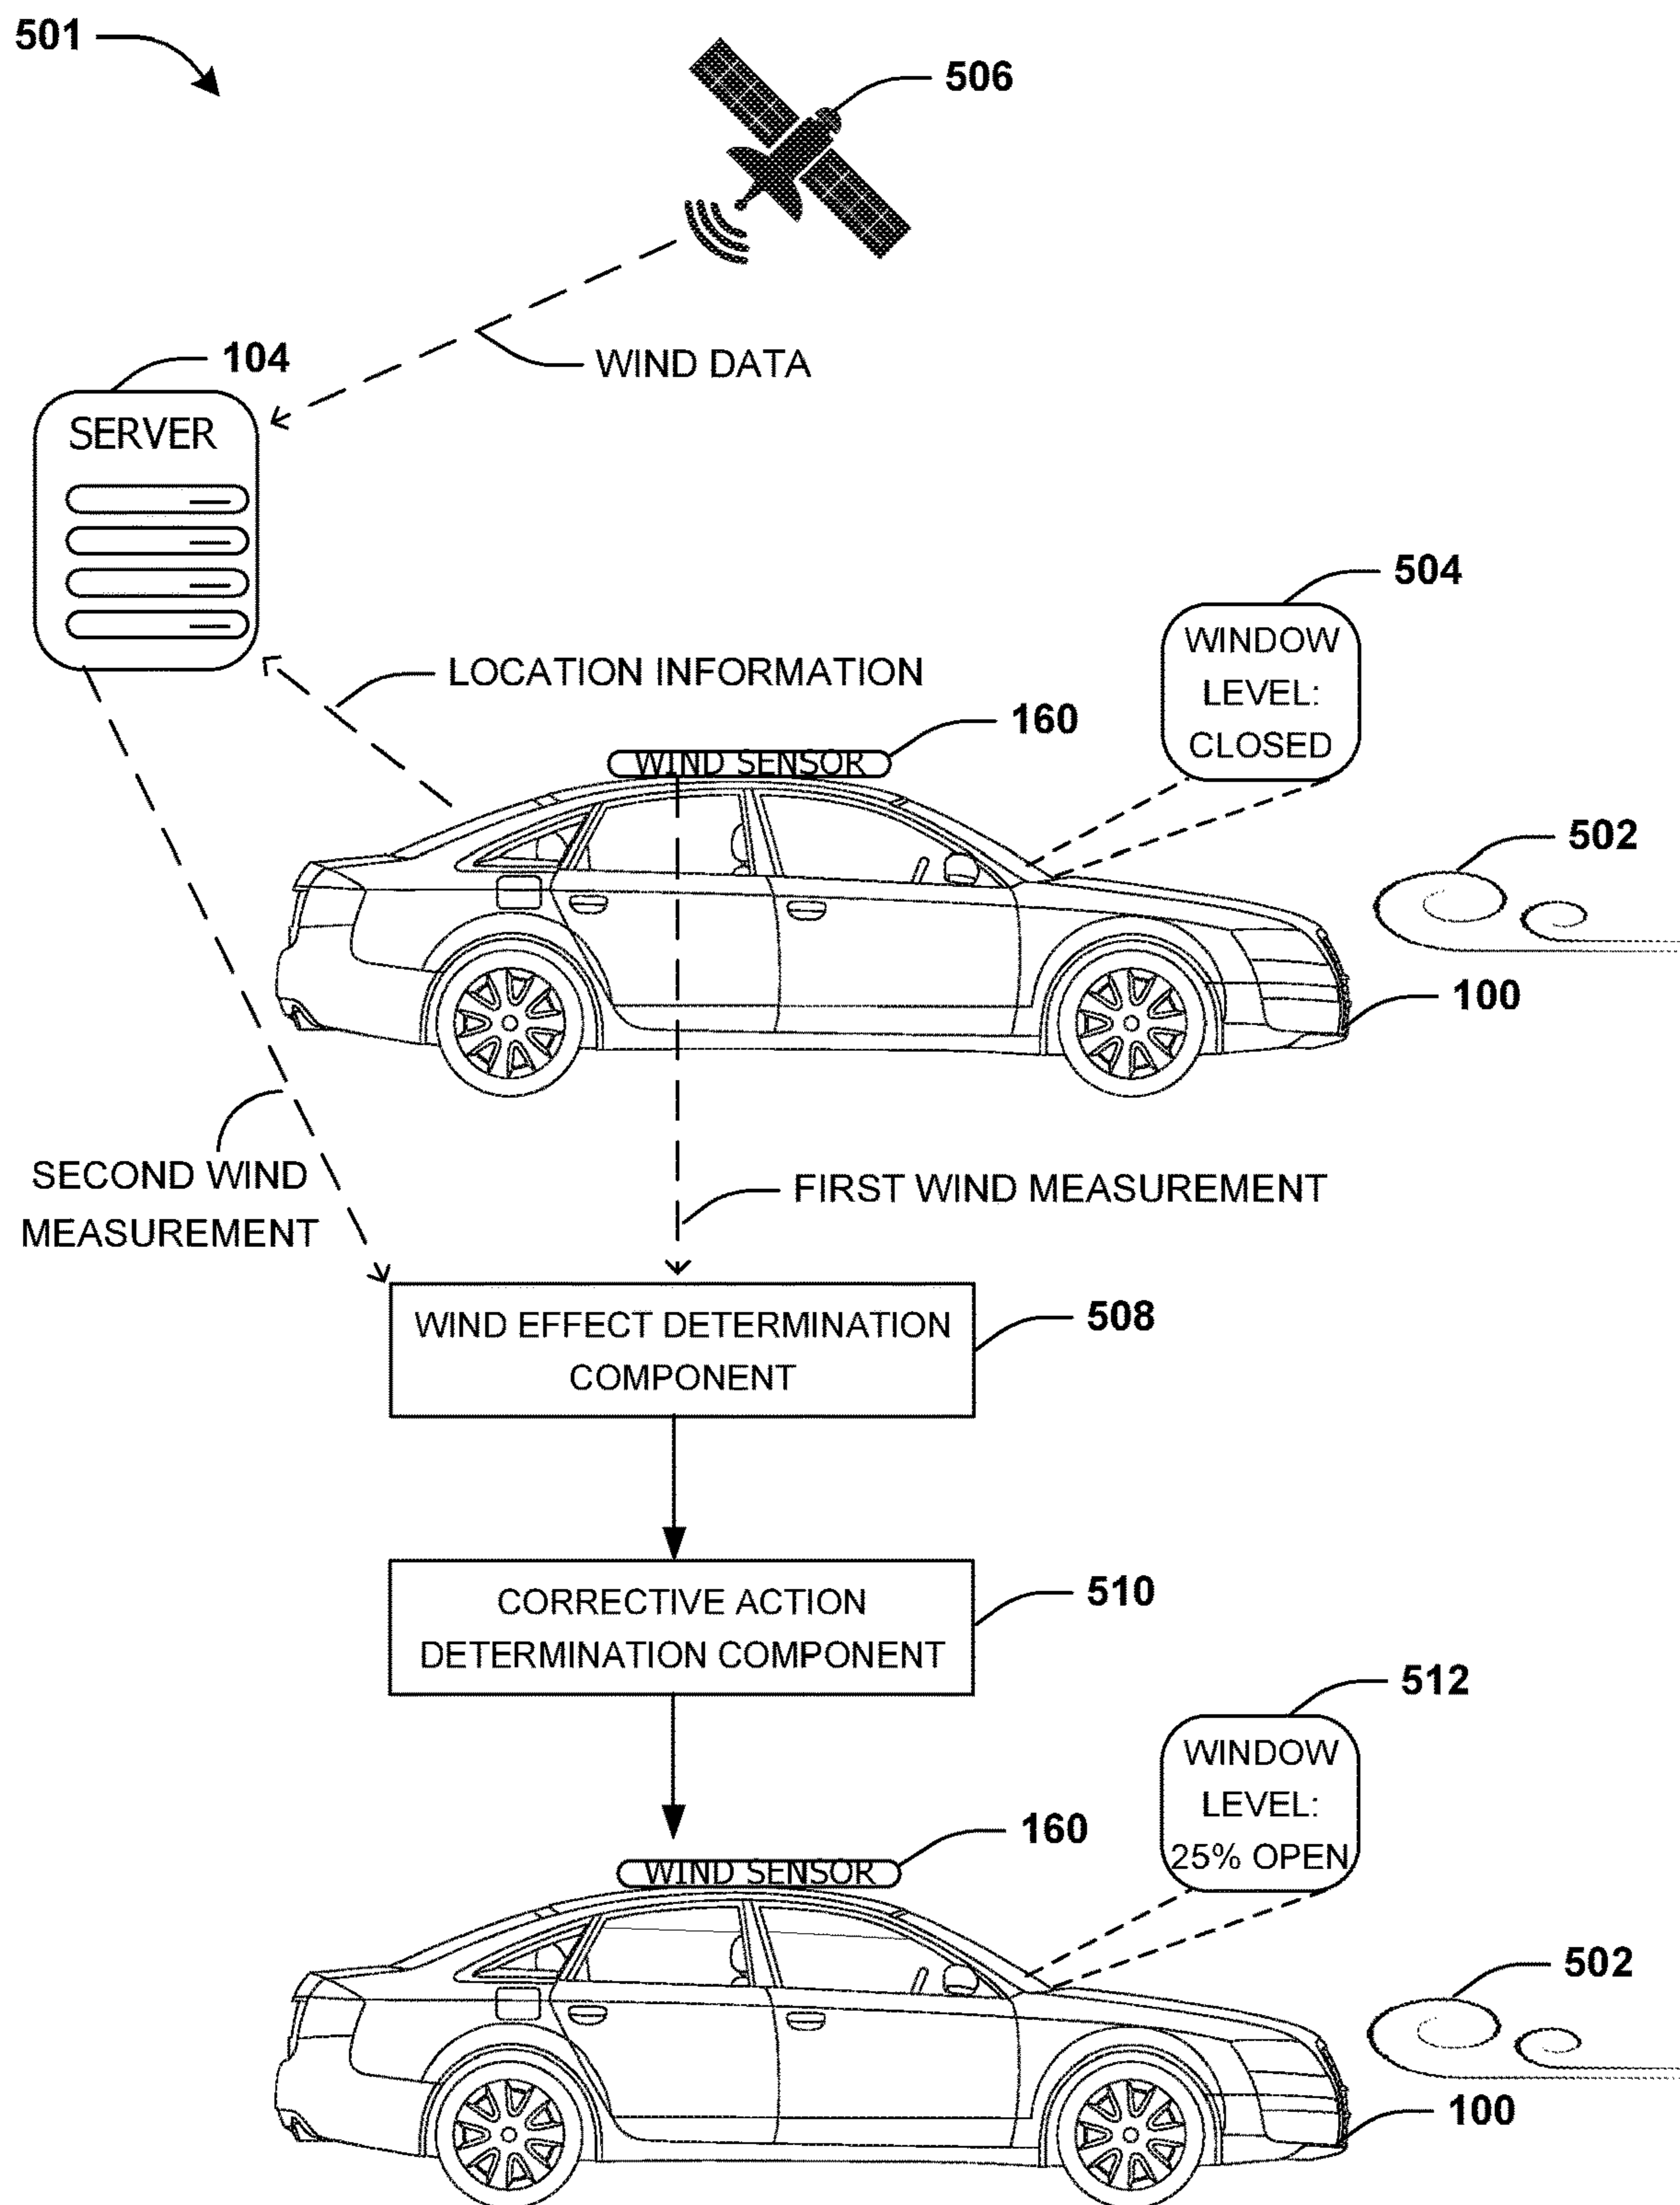 501
506
WIND DATA
104
SERVER
504
WINDOW
LEVEL:
CLOSED
LOCATION INFORMATION
160
WIND SENSOR
502
100
SECOND WIND
MEASUREMENT
FIRST WIND MEASUREMENT
WIND EFFECT DETERMINATION
COMPONENT
508
CORRECTIVE ACTION
DETERMINATION COMPONENT
510
512
WINDOW
LEVEL:
25% OPEN
160
WIND SENSOR
502
100